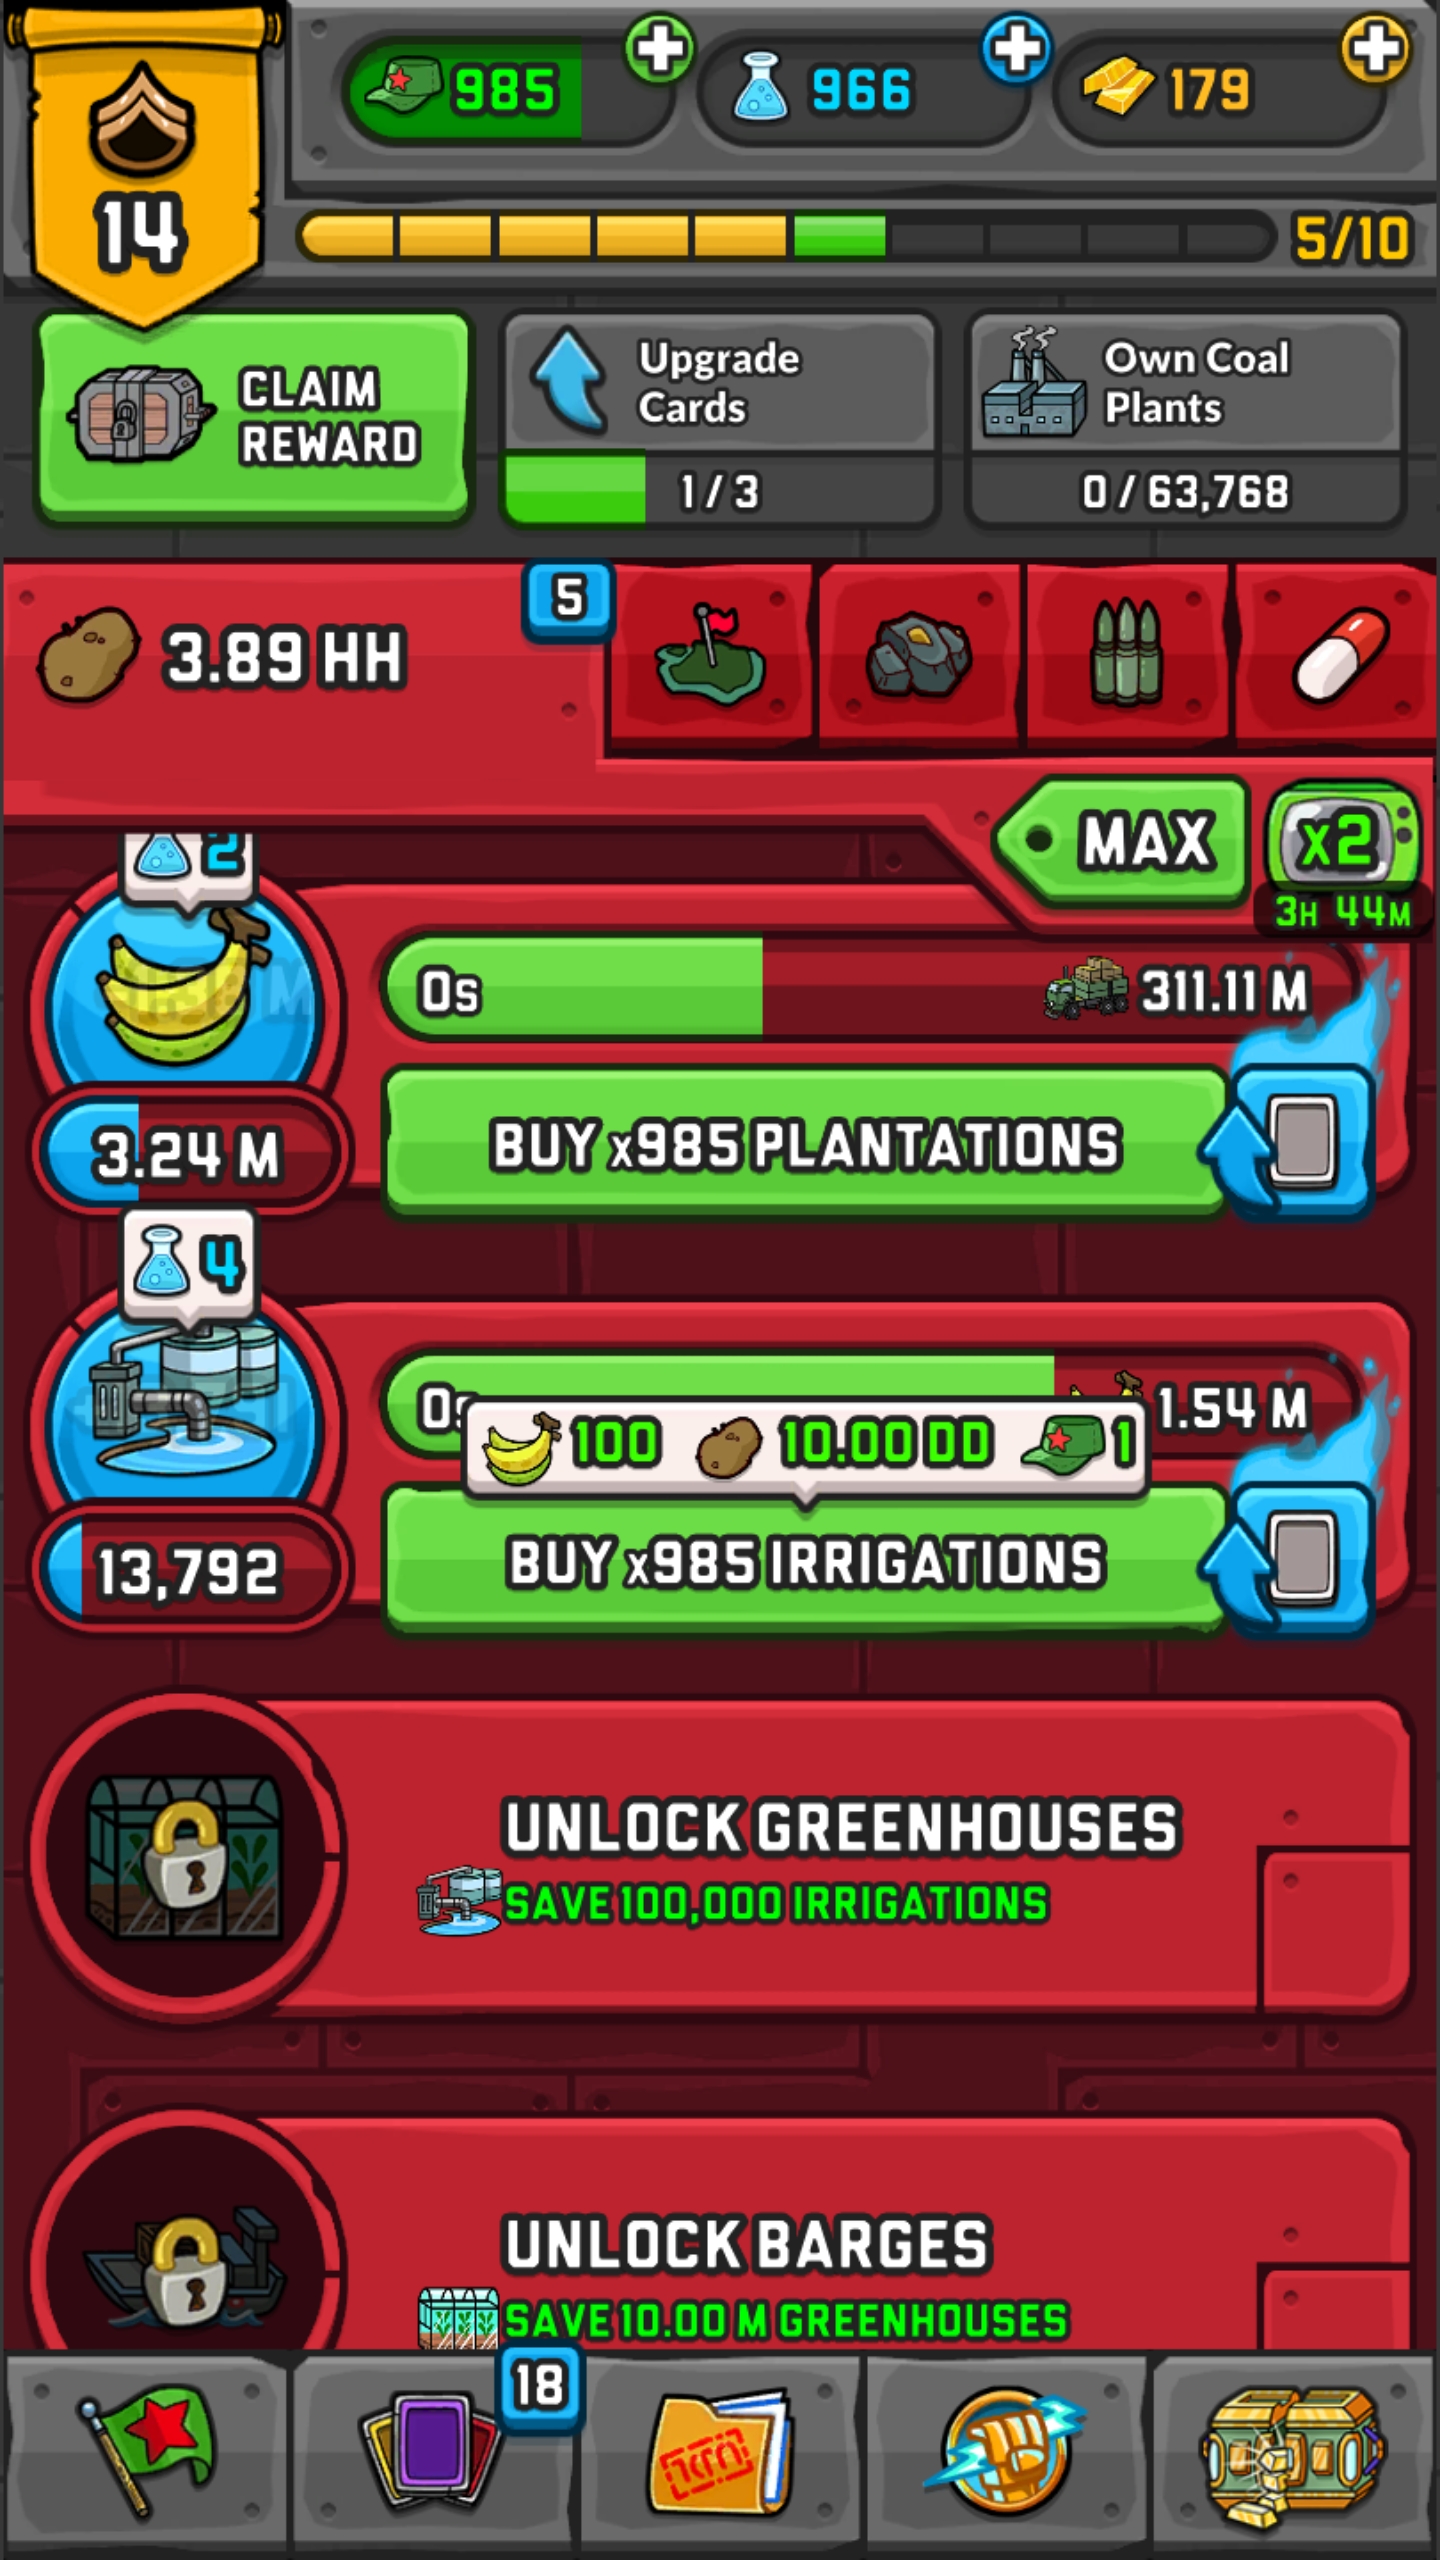 985
966
179
14
5/10
CLAIM
REWARD
Upgrade
Cards
1/3
Own Coal
Plants
0/63,768
3.89 HH
5
MAX
x2
3H 44M
2
0s
311.11 M
3.24 M
BUY x985 PLANTATIONS
4
0s
1.54 M
100
10.00 DD
1
13,792
BUY x985 IRRIGATIONS
UNLOCK GREENHOUSES
SAVE 100,000 IRRIGATIONS
UNLOCK BARGES
SAVE 10.00 M GREENHOUSES
18